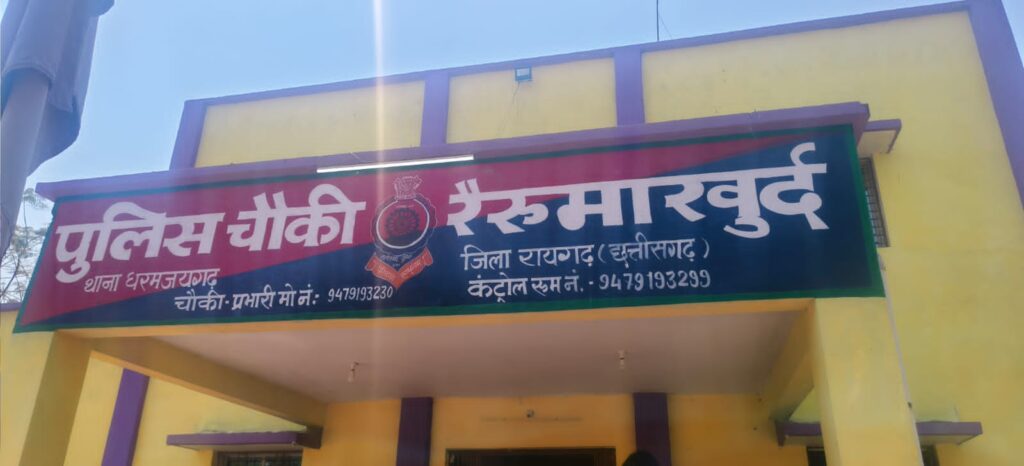 पुलिस चौकी रैरुमाखुर्द
थाना धरमजयगढ़
चौकी-प्रभारी मो नं:- 9479193230
जिला रायगढ़ (छत्तीसगढ़)
कंट्रोल रूम नं.- 9479193299